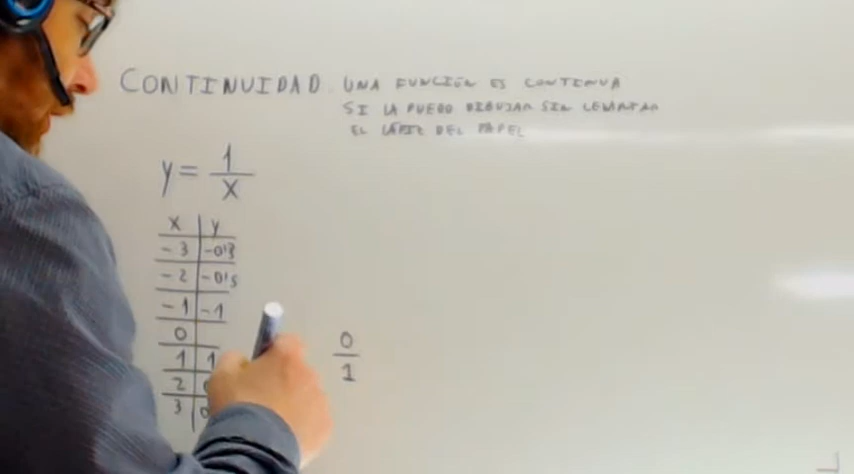 CONTINUIDAD. UNA FUNCIÓN ES CONTINUA
SI LA PUEDO DIBUJAR SIN LEVANTAR
EL LÁPIZ DEL PAPEL
y = 1/x
x | y
-3 | -0'3
-2 | -0's
-1 | -1
0 |
1 | 1
2 |
3 | 0
0/1